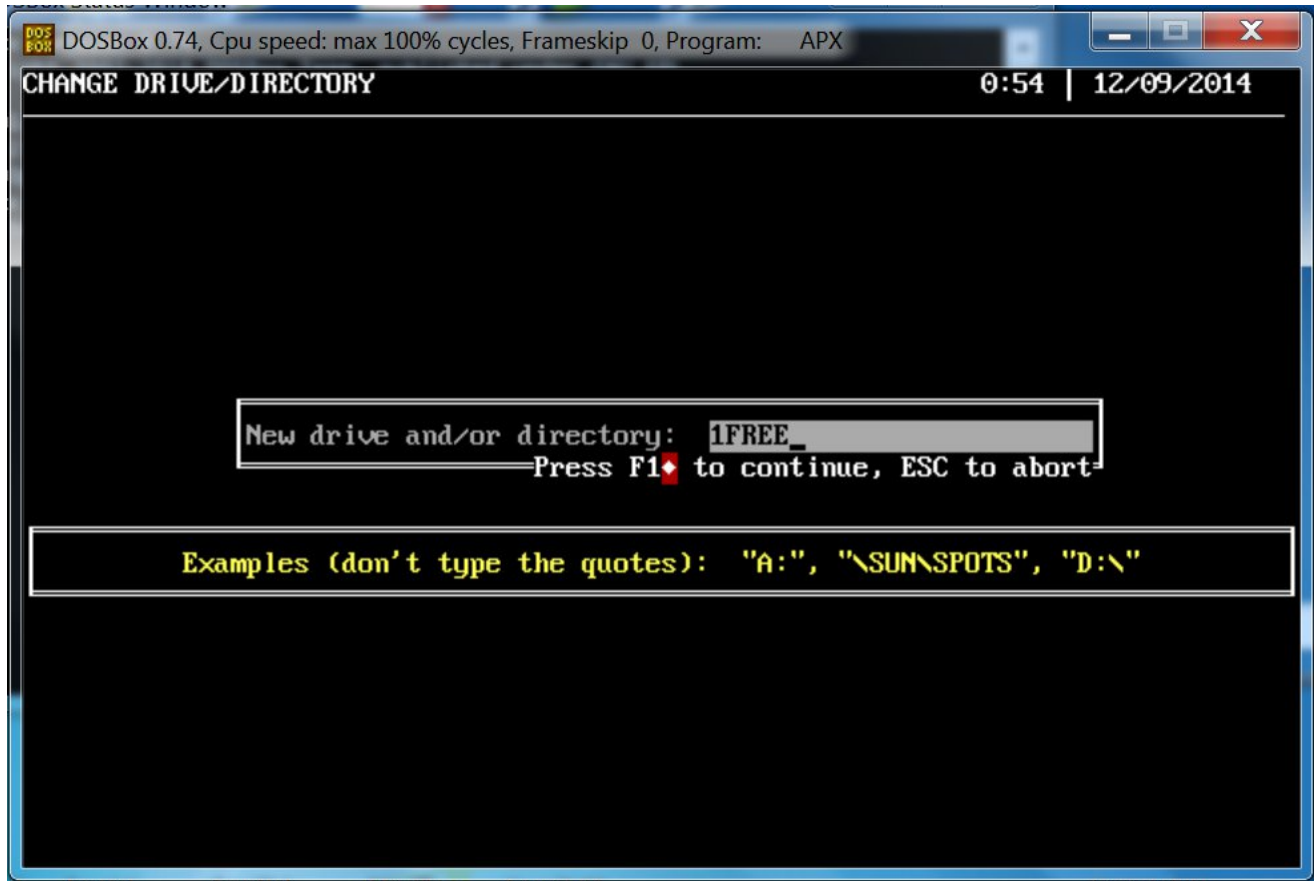 DOS BOX DOSBox 0.74, Cpu speed: max 100% cycles, Frameskip 0, Program: APX
CHANGE DRIVE/DIRECTORY 0:54 | 12/09/2014
New drive and/or directory: 1FREE_
Press F1♦ to continue, ESC to abort
Examples (don't type the quotes): "A:", "\SUN\SPOTS", "D:\"